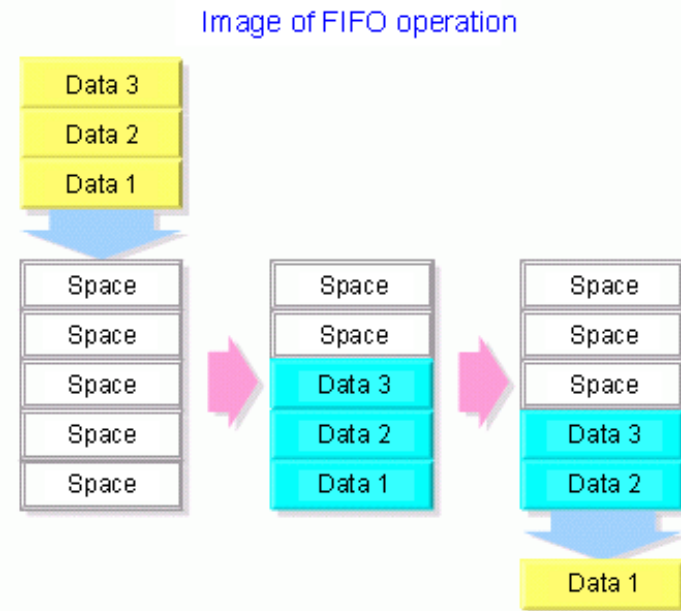 Image of FIFO operation
Data 3
Data 2
Data 1
Space
Space
Space
Space
Space
Space
Space
Data 3
Data 2
Data 1
Space
Space
Space
Data 3
Data 2
Data 1